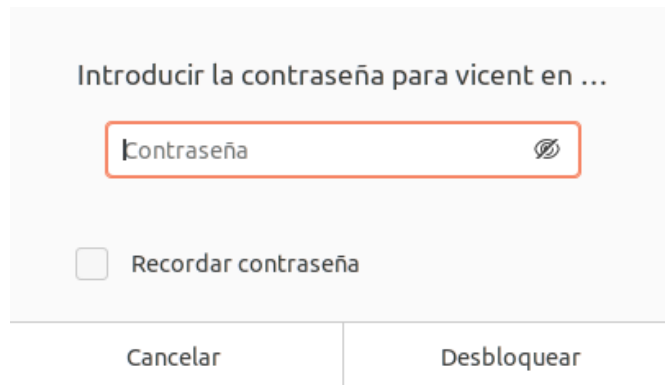 Introducir la contraseña para vicent en …
Contraseña
Recordar contraseña
Cancelar
Desbloquear